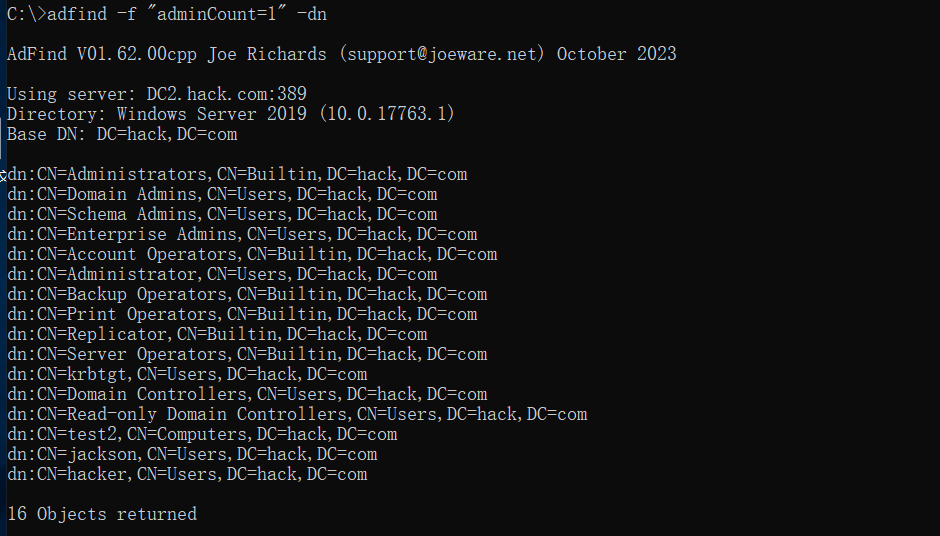 C:\>adfind -f "adminCount=1" -dn
AdFind V01.62.00cpp Joe Richards (support@joeware.net) October 2023
Using server: DC2.hack.com:389
Directory: Windows Server 2019 (10.0.17763.1)
Base DN: DC=hack,DC=com
dn:CN=Administrators,CN=Builtin,DC=hack,DC=com
dn:CN=Domain Admins,CN=Users,DC=hack,DC=com
dn:CN=Schema Admins,CN=Users,DC=hack,DC=com
dn:CN=Enterprise Admins,CN=Users,DC=hack,DC=com
dn:CN=Account Operators,CN=Builtin,DC=hack,DC=com
dn:CN=Administrator,CN=Users,DC=hack,DC=com
dn:CN=Backup Operators,CN=Builtin,DC=hack,DC=com
dn:CN=Print Operators,CN=Builtin,DC=hack,DC=com
dn:CN=Replicator,CN=Builtin,DC=hack,DC=com
dn:CN=Server Operators,CN=Builtin,DC=hack,DC=com
dn:CN=krbtgt,CN=Users,DC=hack,DC=com
dn:CN=Domain Controllers,CN=Users,DC=hack,DC=com
dn:CN=Read-only Domain Controllers,CN=Users,DC=hack,DC=com
dn:CN=test2,CN=Computers,DC=hack,DC=com
dn:CN=jackson,CN=Users,DC=hack,DC=com
dn:CN=hacker,CN=Users,DC=hack,DC=com
16 Objects returned